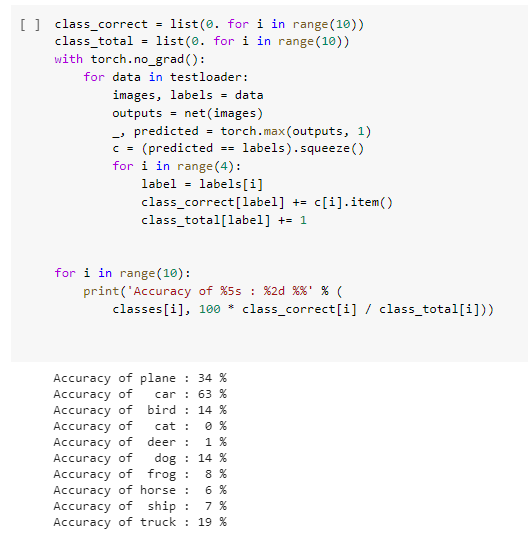 [ ] class_correct = list(0. for i in range(10))
class_total = list(0. for i in range(10))
with torch.no_grad():
    for data in testloader:
        images, labels = data
        outputs = net(images)
        _, predicted = torch.max(outputs, 1)
        c = (predicted == labels).squeeze()
        for i in range(4):
            label = labels[i]
            class_correct[label] += c[i].item()
            class_total[label] += 1
for i in range(10):
    print('Accuracy of %5s : %2d %%' % (
        classes[i], 100 * class_correct[i] / class_total[i]))
Accuracy of plane : 34 %
Accuracy of   car : 63 %
Accuracy of  bird : 14 %
Accuracy of   cat :  0 %
Accuracy of  deer :  1 %
Accuracy of   dog : 14 %
Accuracy of  frog :  8 %
Accuracy of horse :  6 %
Accuracy of  ship :  7 %
Accuracy of truck : 19 %